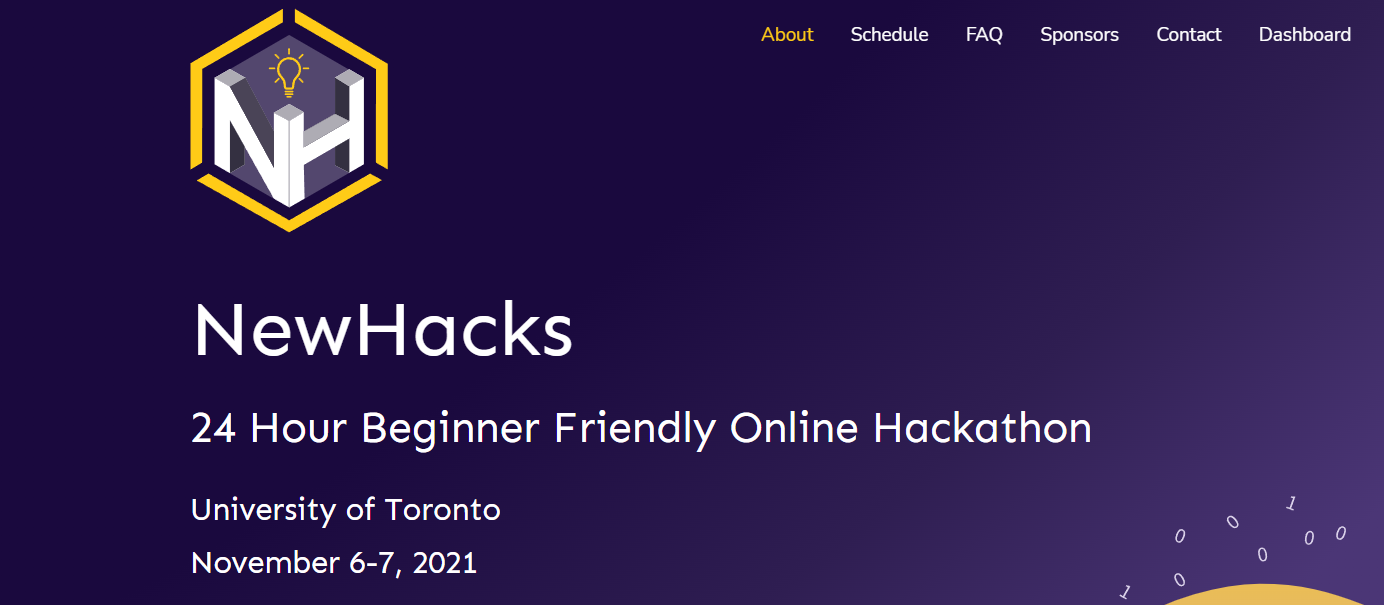 About Schedule FAQ Sponsors Contact Dashboard
NH
NewHacks
24 Hour Beginner Friendly Online Hackathon
University of Toronto
November 6-7, 2021
1
0 0
0 0
0
0
1